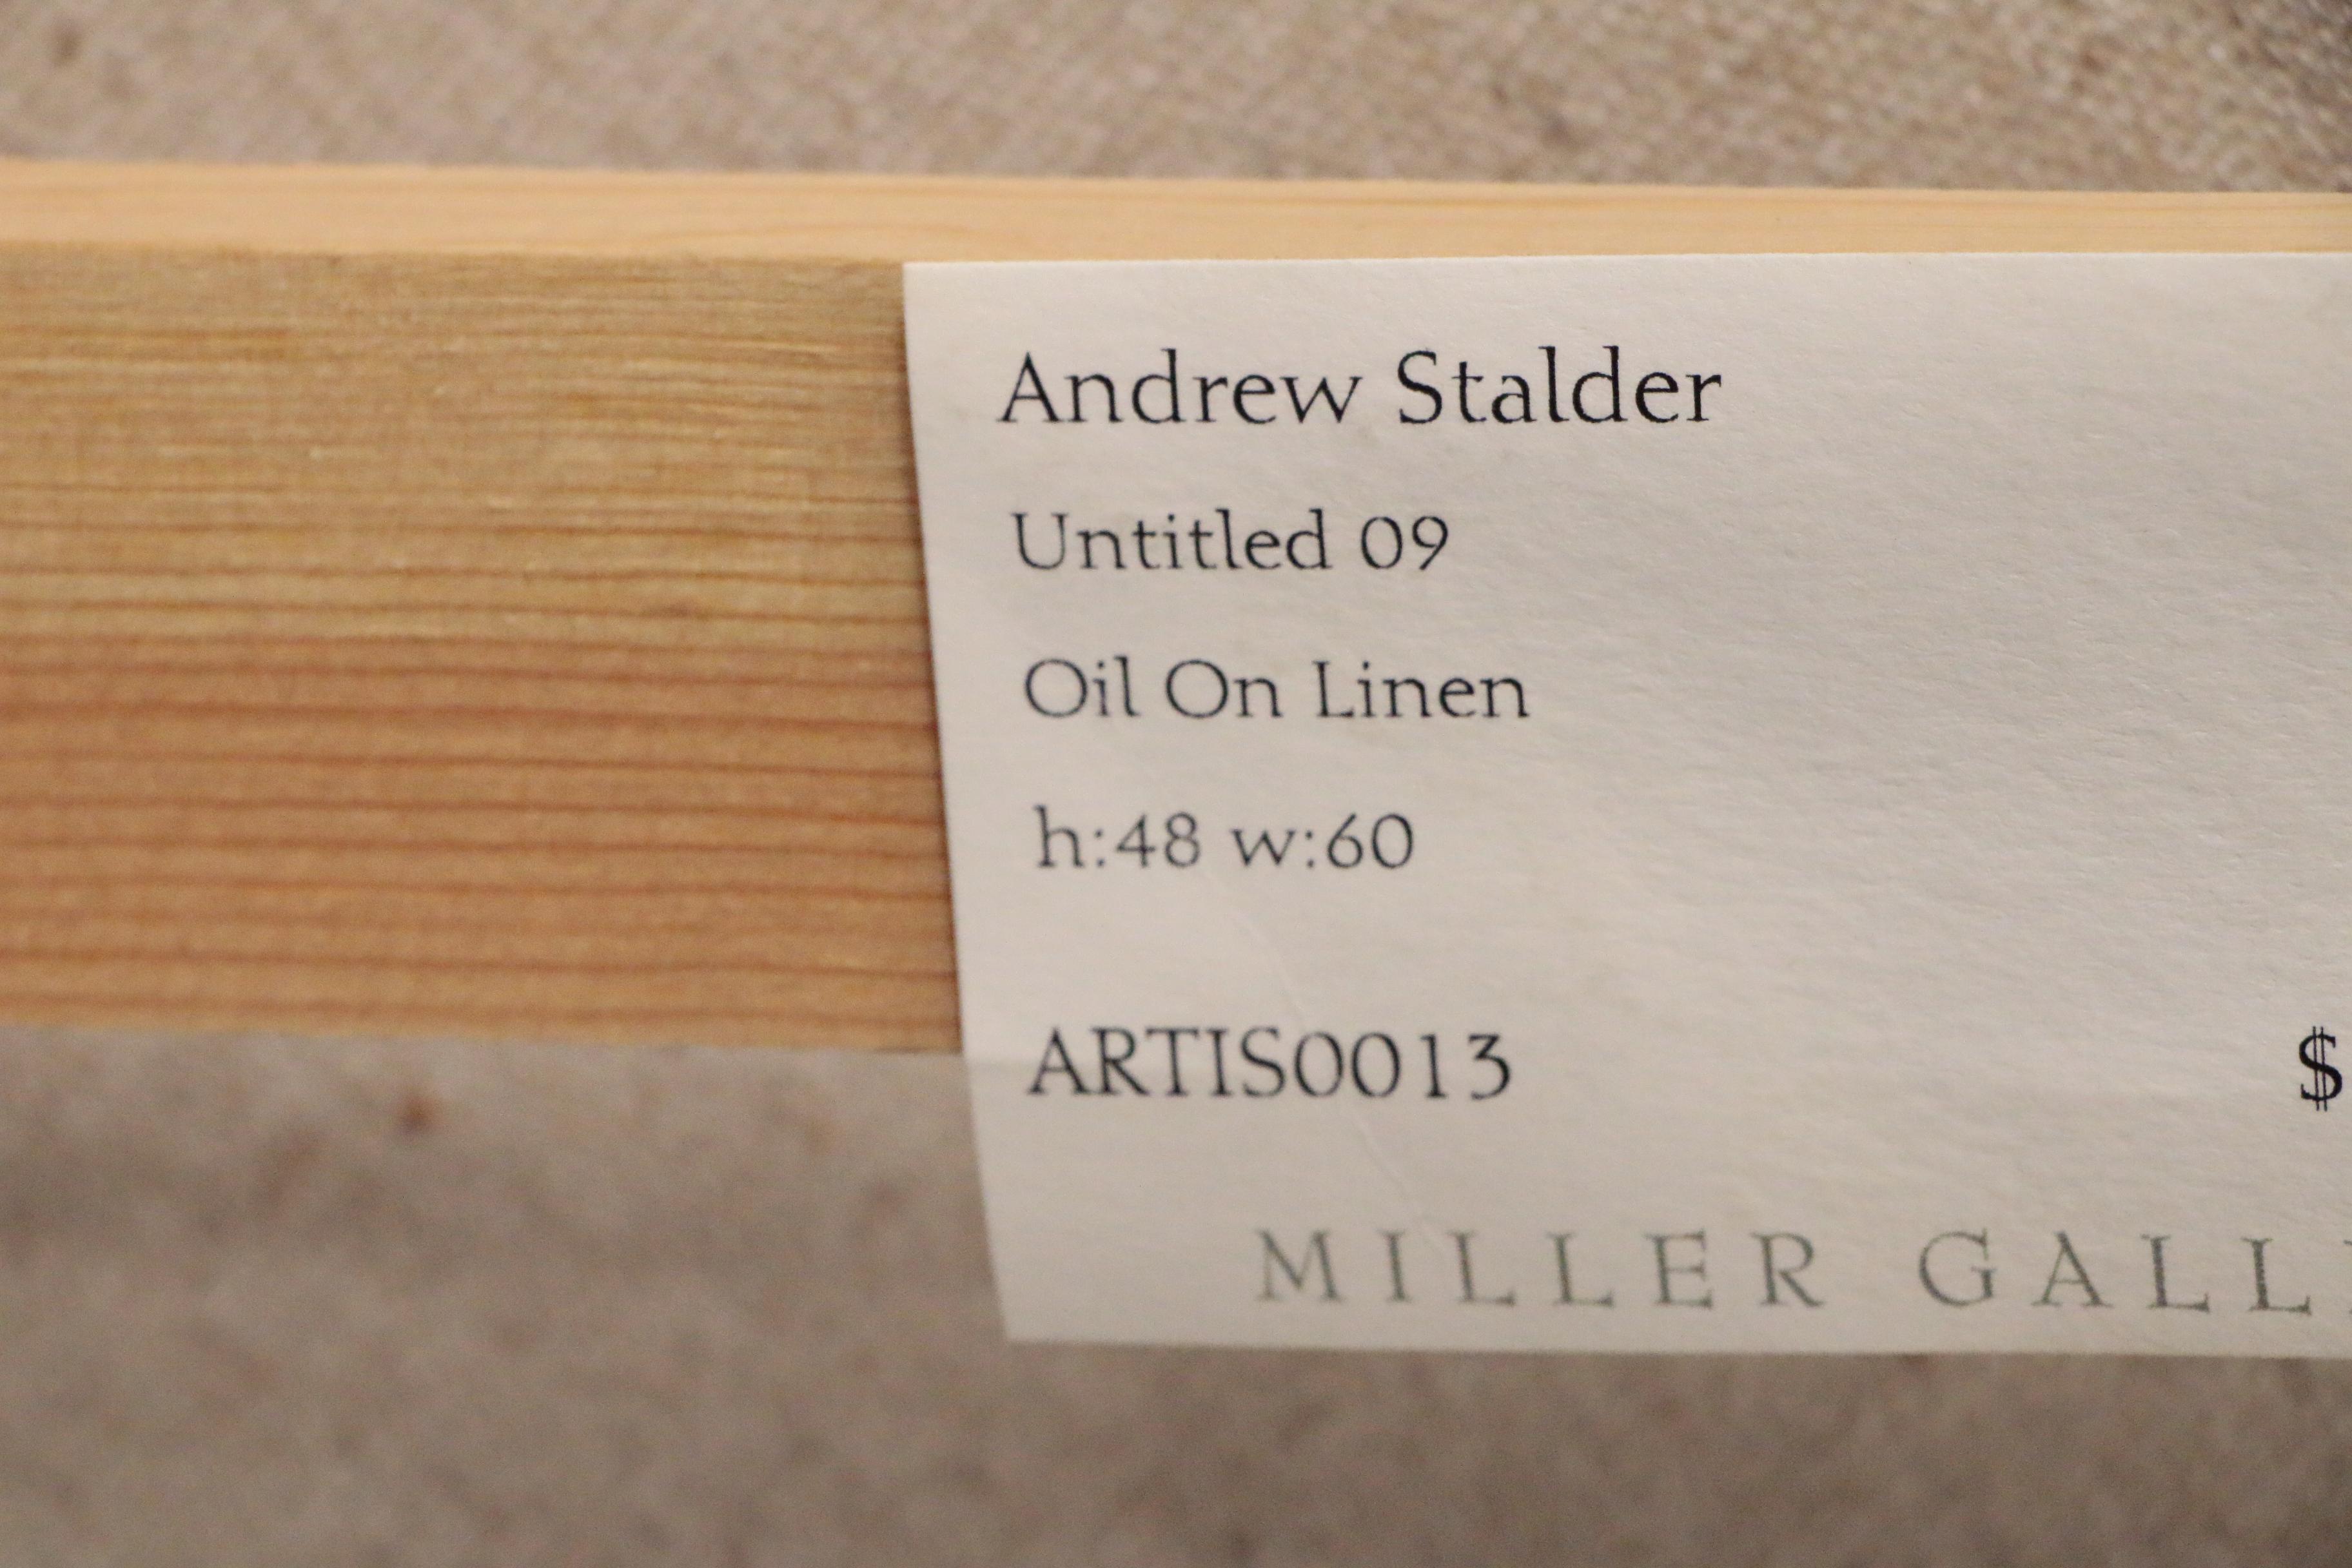 Andrew Stalder
Untitled 09
Oil On Linen
h:48 w:60
ARTIS0013 $
MILLER GALL